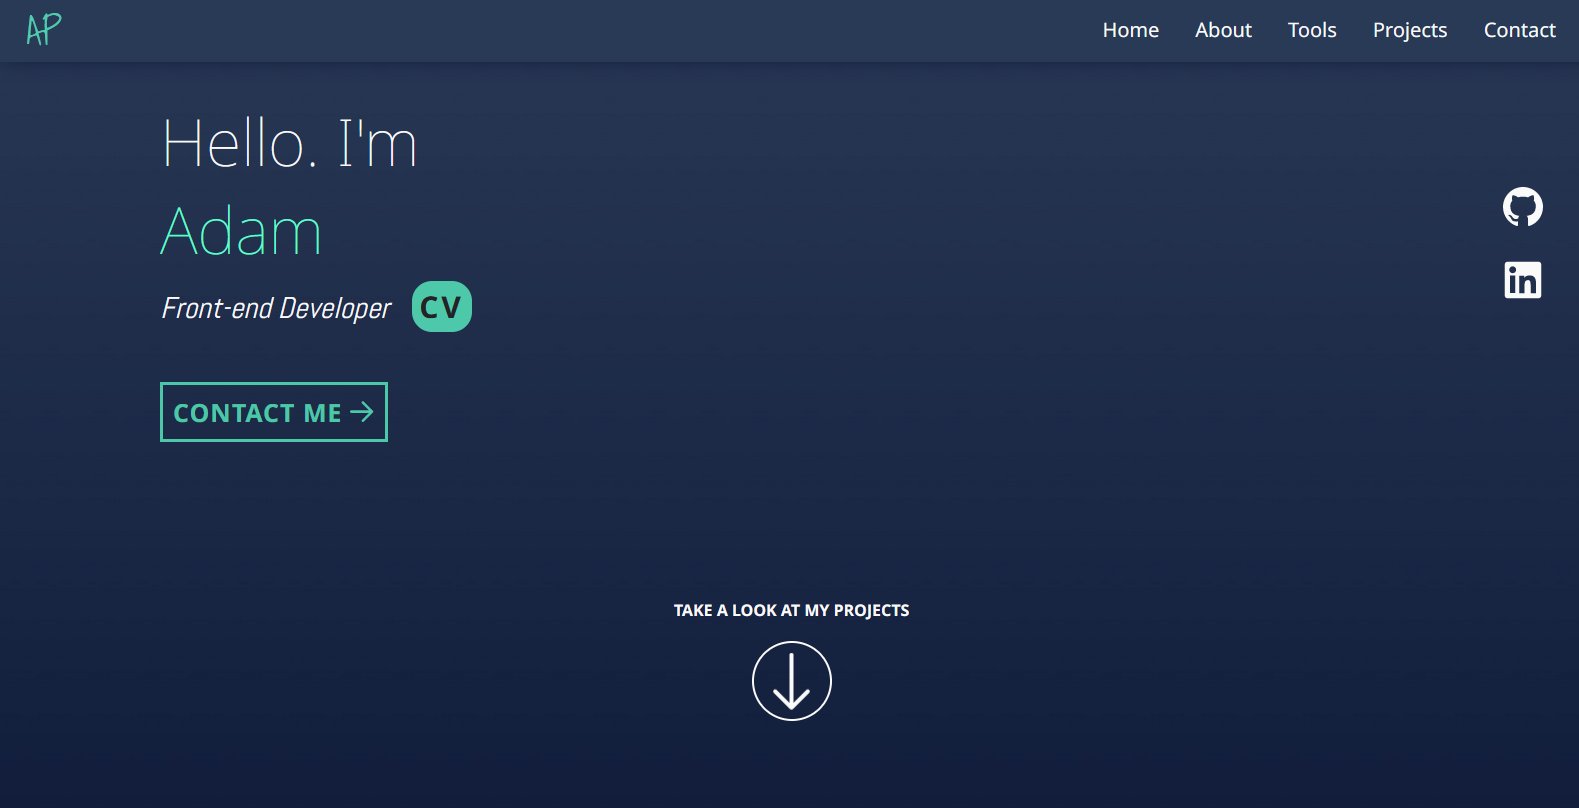 AP
Home About Tools Projects Contact
Hello. I'm
Adam
Front-end Developer CV
CONTACT ME →
in
TAKE A LOOK AT MY PROJECTS